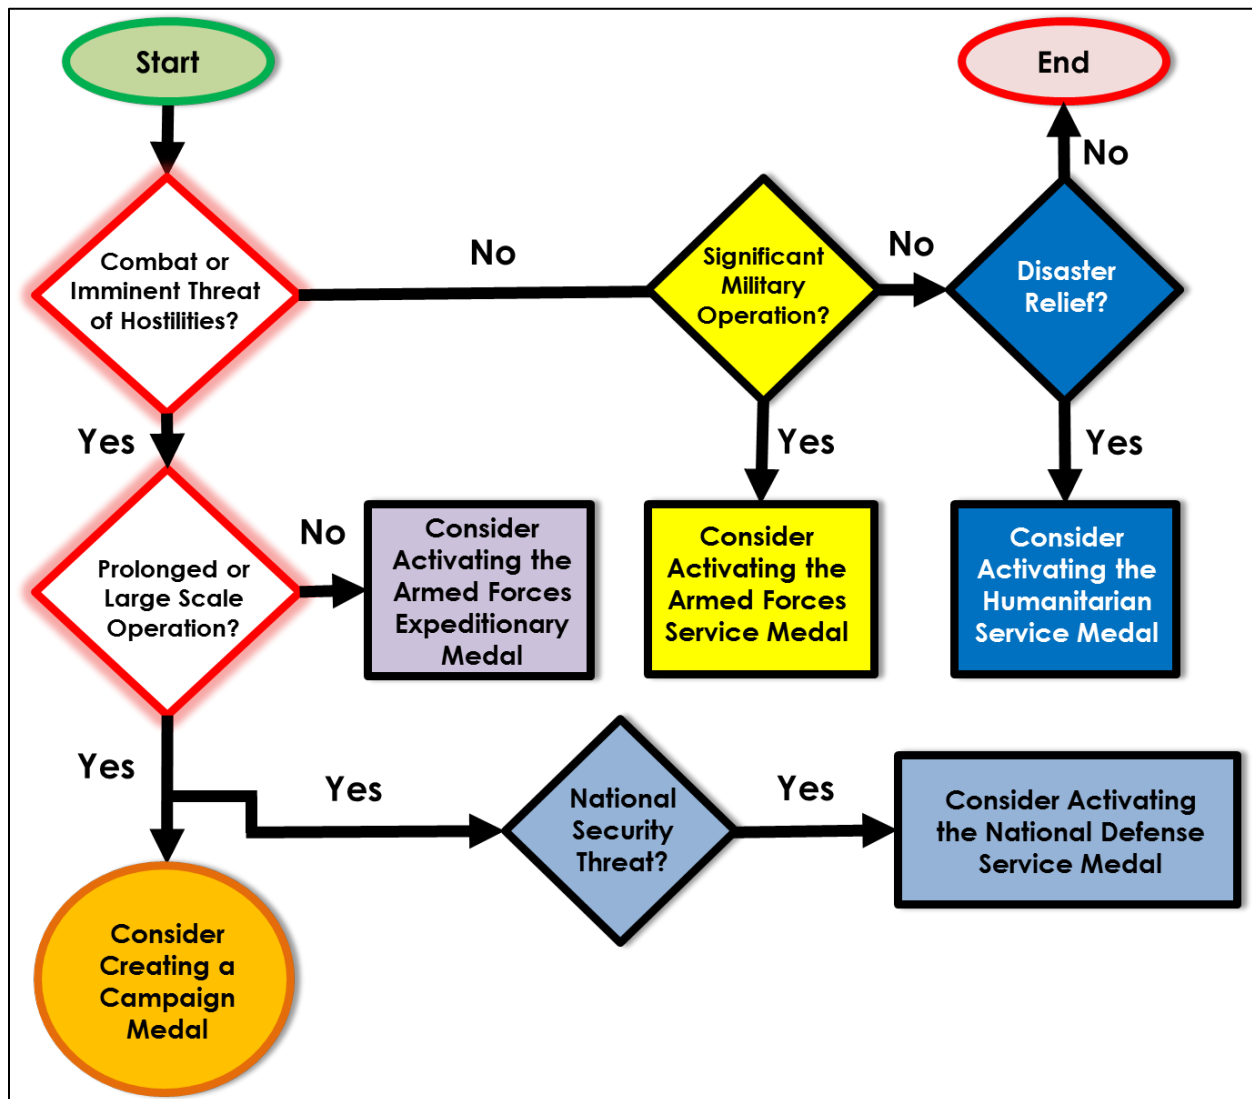 Start
End
No
Combat or
Imminent Threat
of Hostilities?
No
Significant
Military
Operation?
No
Disaster
Relief?
Yes
Yes
Yes
Prolonged or
Large Scale
Operation?
No
Consider
Activating the
Armed Forces
Expeditionary
Medal
Consider
Activating the
Armed Forces
Service Medal
Consider
Activating the
Humanitarian
Service Medal
Yes
Yes
National
Security
Threat?
Yes
Consider Activating
the National Defense
Service Medal
Consider
Creating a
Campaign
Medal